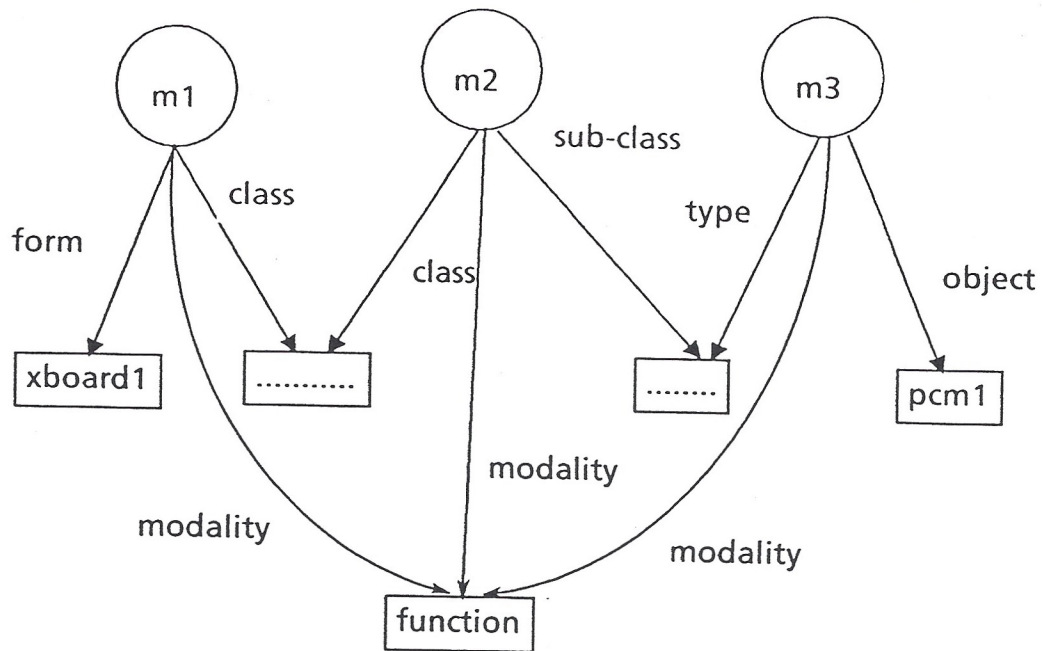 m1
m2
m3
sub-class
class
type
form
class
object
xboard1
...........
........
pcm1
modality
modality
modality
function